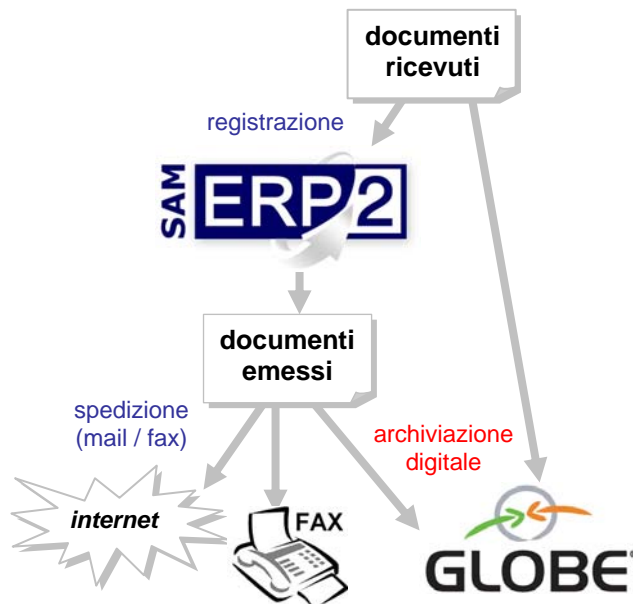 documenti
ricevuti
registrazione
SAM
ERP2
documenti
emessi
spedizione
(mail / fax)
archiviazione
digitale
internet
FAX
GLOBE